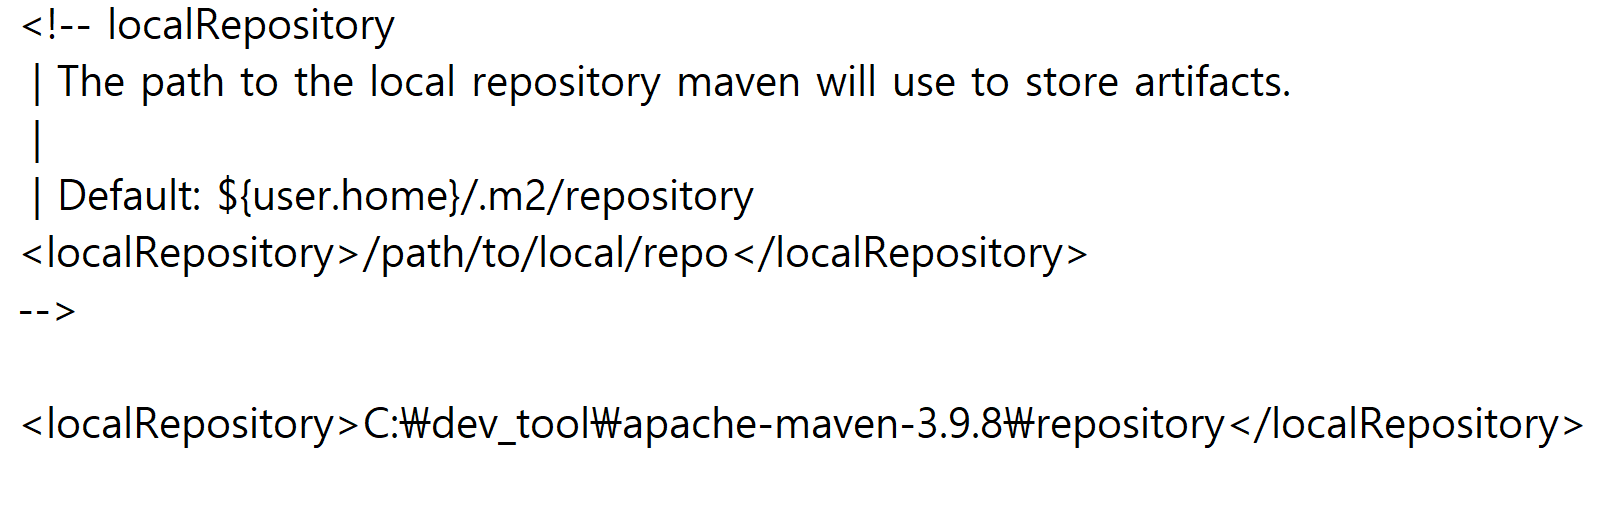 <!-- localRepository
 | The path to the local repository maven will use to store artifacts.
 |
 | Default: ${user.home}/.m2/repository
<localRepository>/path/to/local/repo</localRepository>
-->
<localRepository>C:₩dev_tool₩apache-maven-3.9.8₩repository</localRepository>